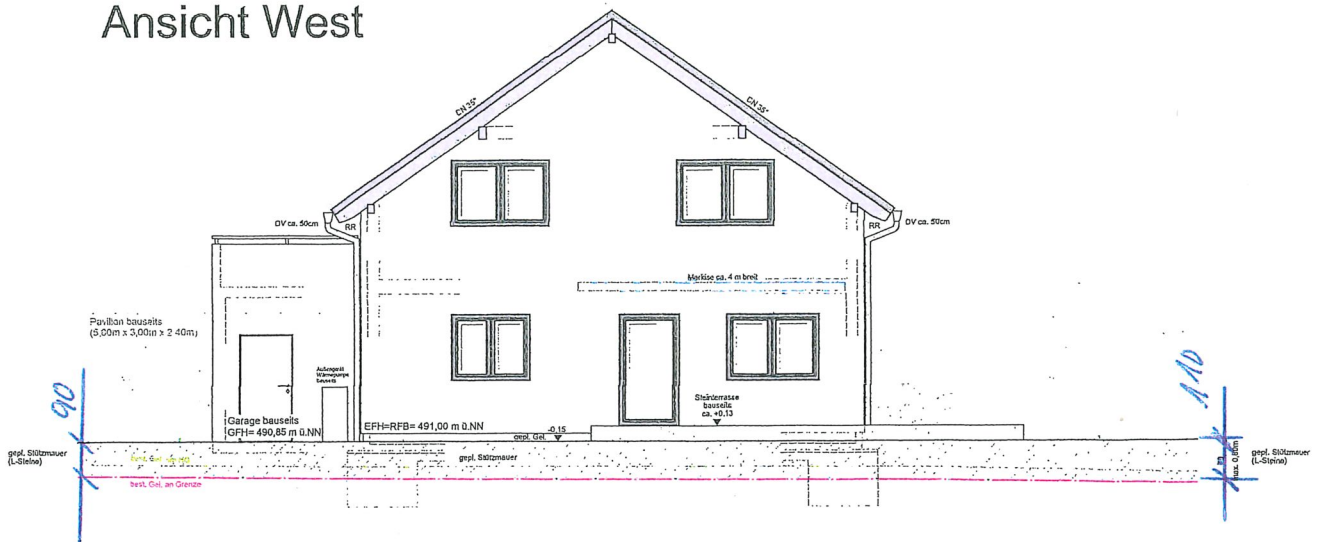 Ansicht West
DN 35°
DN 35°
DV ca. 50cm
RR
RR
DV ca. 50cm
Markise ca. 4 m breit
Pavillon bauseits
(5,00m x 3,00m x 2,40m)
Außengerät
Wärmepumpe
bauseits
90
110
Steinterrasse
bauseits
ca. +0,13
Garage bauseits
GFH= 490,85 m ü.NN
EFH=RFB= 491,00 m ü.NN
-0,15
gepl. Gel.
gepl. Stützmauer
(L-Steine)
gepl. Stützmauer
max. 0,80m
gepl. Stützmauer
(L-Steine)
best. Gel. an Grenze